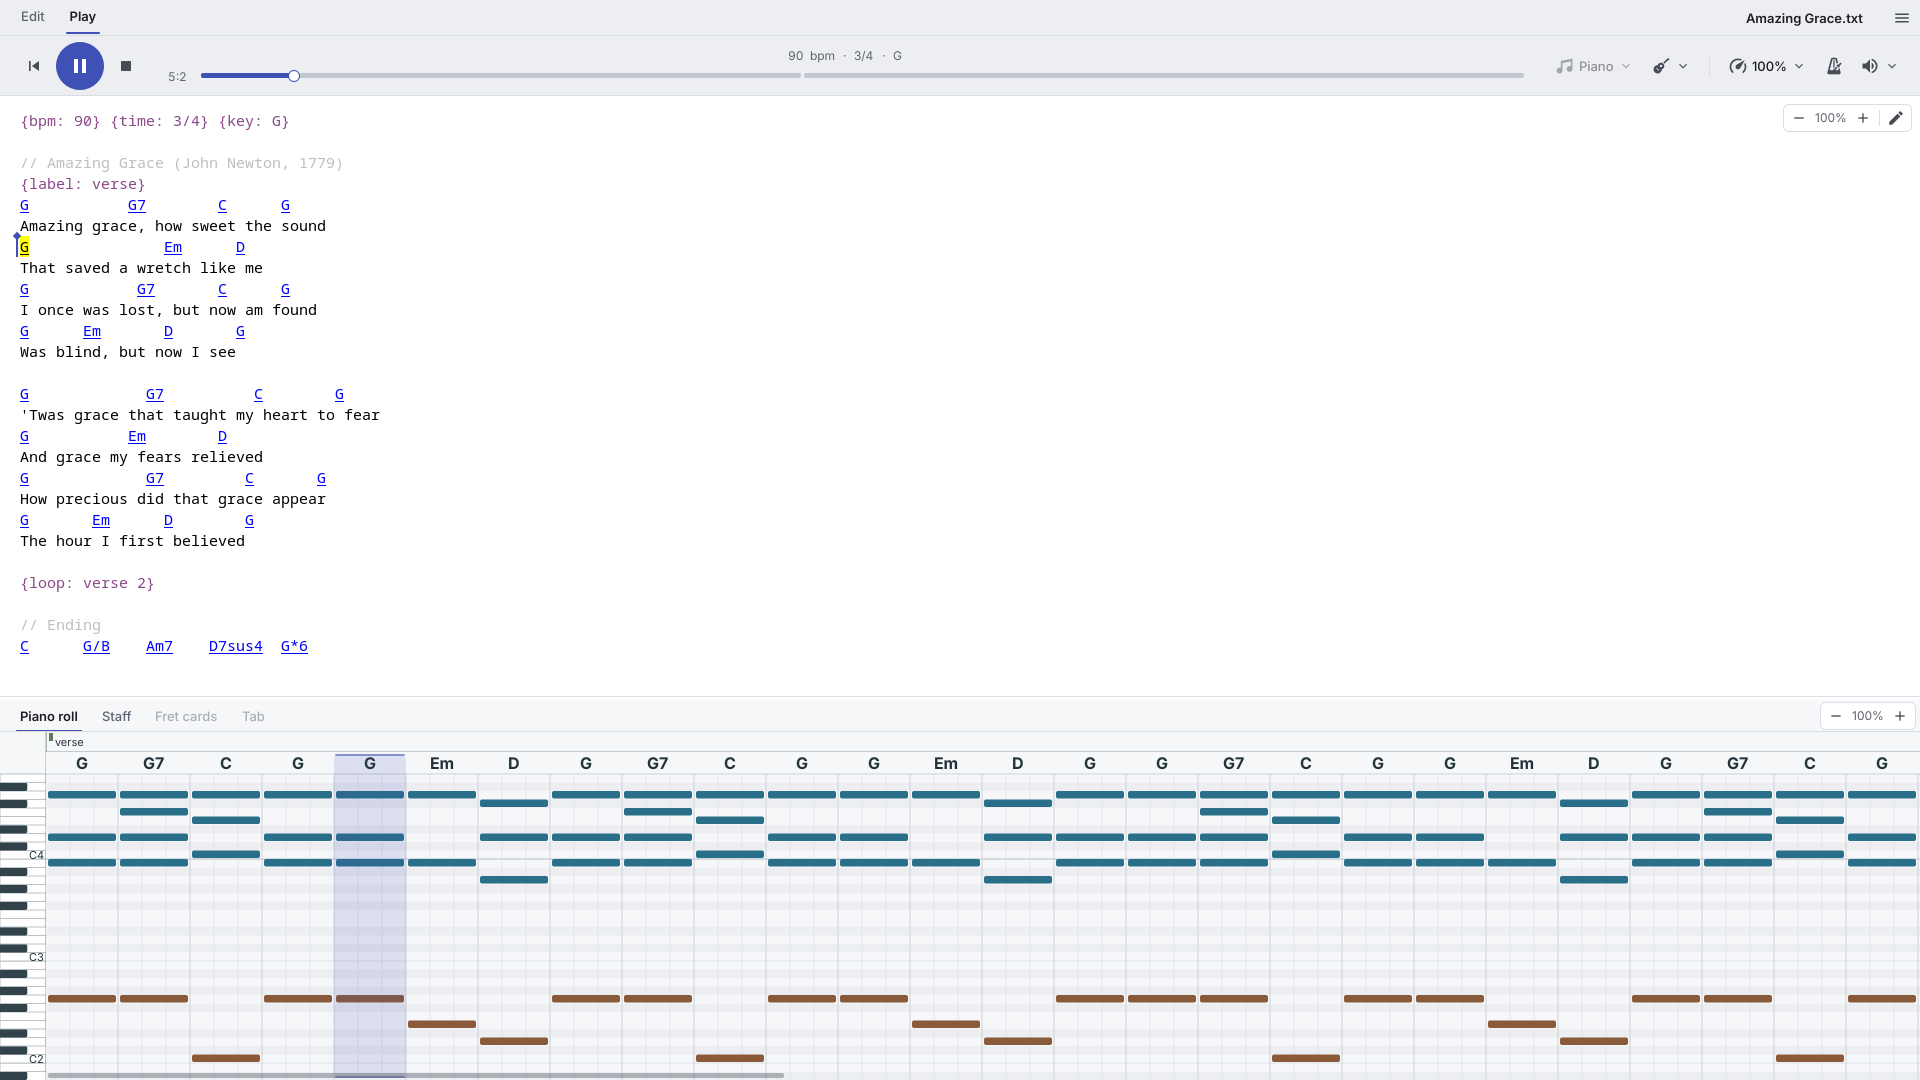 Edit Play Amazing Grace.txt
90 bpm · 3/4 · G
5:2 Piano 100%
{bpm: 90} {time: 3/4} {key: G}
100%
// Amazing Grace (John Newton, 1779)
{label: verse}
G G7 C G
Amazing grace, how sweet the sound
G Em D
That saved a wretch like me
G G7 C G
I once was lost, but now am found
G Em D G
Was blind, but now I see
G G7 C G
'Twas grace that taught my heart to fear
G Em D
And grace my fears relieved
G G7 C G
How precious did that grace appear
G Em D G
The hour I first believed
{loop: verse 2}
// Ending
C G/B Am7 D7sus4 G*6
Piano roll Staff Fret cards Tab 100%
verse
G G7 C G G Em D G G7 C G G Em D G G G7 C G G Em D G G7 C G
C4
C3
C2